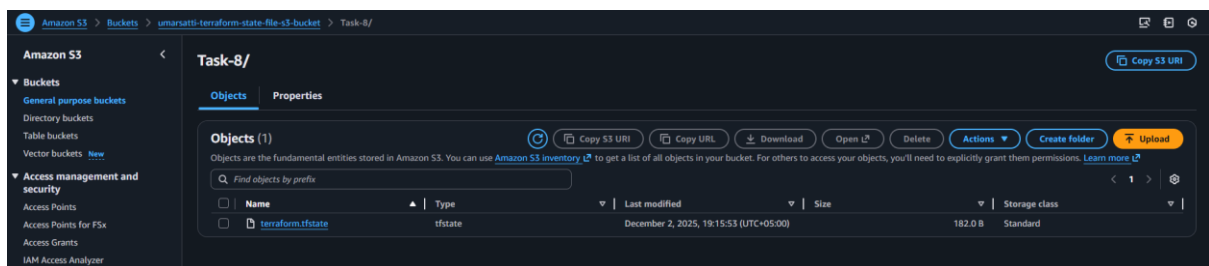 Amazon S3 > Buckets > umarsatti-terraform-state-file-s3-bucket > Task-8/
Amazon S3
Buckets
General purpose buckets
Directory buckets
Table buckets
Vector buckets New
Access management and security
Access Points
Access Points for FSx
Access Grants
IAM Access Analyzer
Task-8/
Copy S3 URI
Objects Properties
Objects (1)
Copy S3 URI Copy URL Download Open Delete Actions Create folder Upload
Objects are the fundamental entities stored in Amazon S3. You can use Amazon S3 inventory to get a list of all objects in your bucket. For others to access your objects, you'll need to explicitly grant them permissions. Learn more
Find objects by prefix
1
Name Type Last modified Size Storage class
terraform.tfstate tfstate December 2, 2025, 19:15:53 (UTC+05:00) 182.0 B Standard